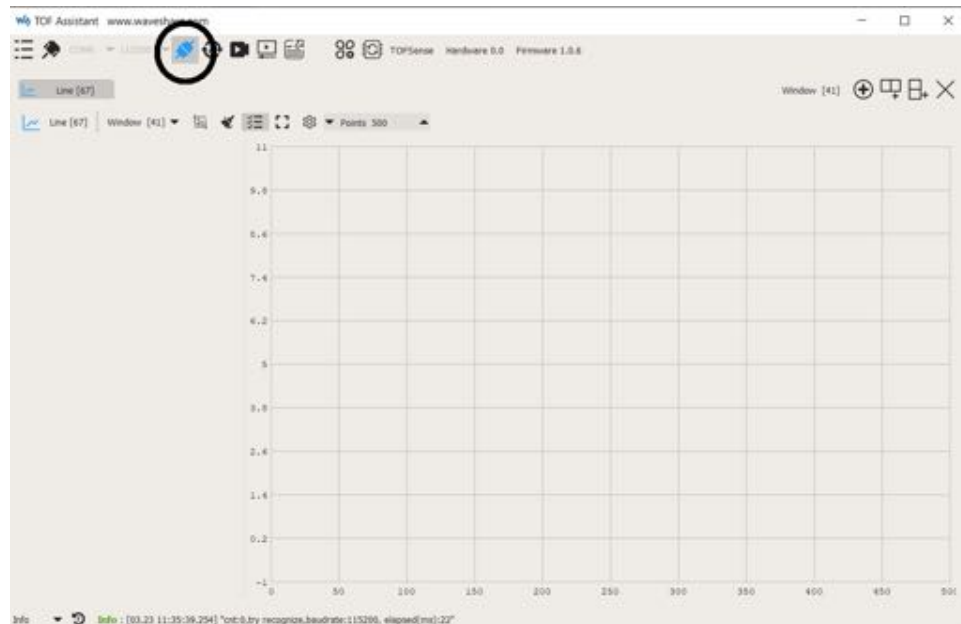 TOF Assistant www.waveshare.com
TOFSense Hardware 0.0 Firmware 1.0.6
Line [67]
Window [41]
Line [67] Window [41] Points 500
11
9.8
8.6
7.4
6.2
5
3.8
2.6
1.4
0.2
-1
0 50 100 150 200 250 300 350 400 450 500
Info Info : [03.23 11:35:39.254] "cnt:0,try recognize,baudrate:115200, elapsed(ms):22"